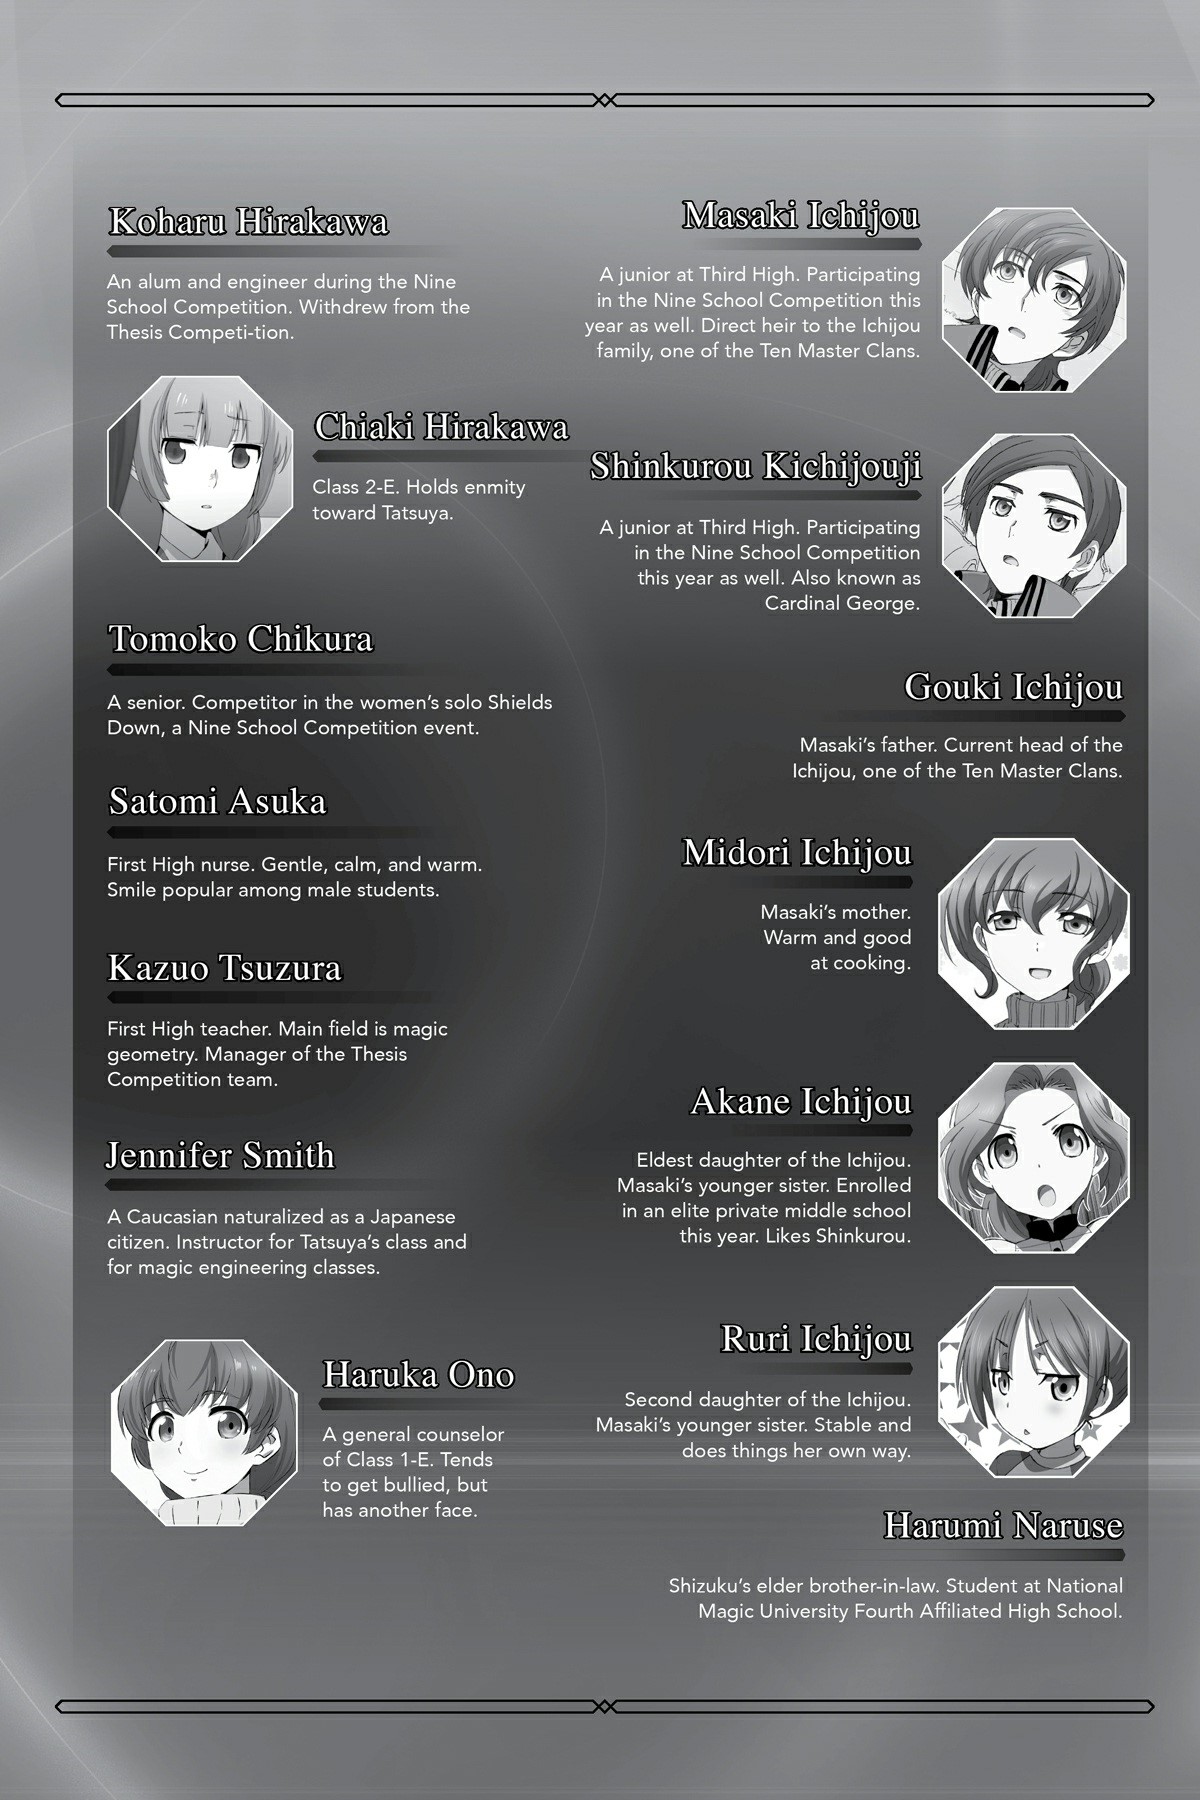 Koharu Hirakawa
An alum and engineer during the Nine
School Competition. Withdrew from the
Thesis Competi-tion.
Chiaki Hirakawa
Class 2-E. Holds enmity
toward Tatsuya.
Tomoko Chikura
A senior. Competitor in the women's solo Shields
Down, a Nine School Competition event.
Satomi Asuka
First High nurse. Gentle, calm, and warm.
Smile popular among male students.
Kazuo Tsuzura
First High teacher. Main field is magic
geometry. Manager of the Thesis
Competition team.
Jennifer Smith
A Caucasian naturalized as a Japanese
citizen. Instructor for Tatsuya's class and
for magic engineering classes.
Haruka Ono
A general counselor
of Class 1-E. Tends
to get bullied, but
has another face.
Masaki Ichijou
A junior at Third High. Participating
in the Nine School Competition this
year as well. Direct heir to the Ichijou
family, one of the Ten Master Clans.
Shinkurou Kichijouji
A junior at Third High. Participating
in the Nine School Competition
this year as well. Also known as
Cardinal George.
Gouki Ichijou
Masaki's father. Current head of the
Ichijou, one of the Ten Master Clans.
Midori Ichijou
Masaki's mother.
Warm and good
at cooking.
Akane Ichijou
Eldest daughter of the Ichijou.
Masaki's younger sister. Enrolled
in an elite private middle school
this year. Likes Shinkurou.
Ruri Ichijou
Second daughter of the Ichijou.
Masaki's younger sister. Stable and
does things her own way.
Harumi Naruse
Shizuku's elder brother-in-law. Student at National
Magic University Fourth Affiliated High School.